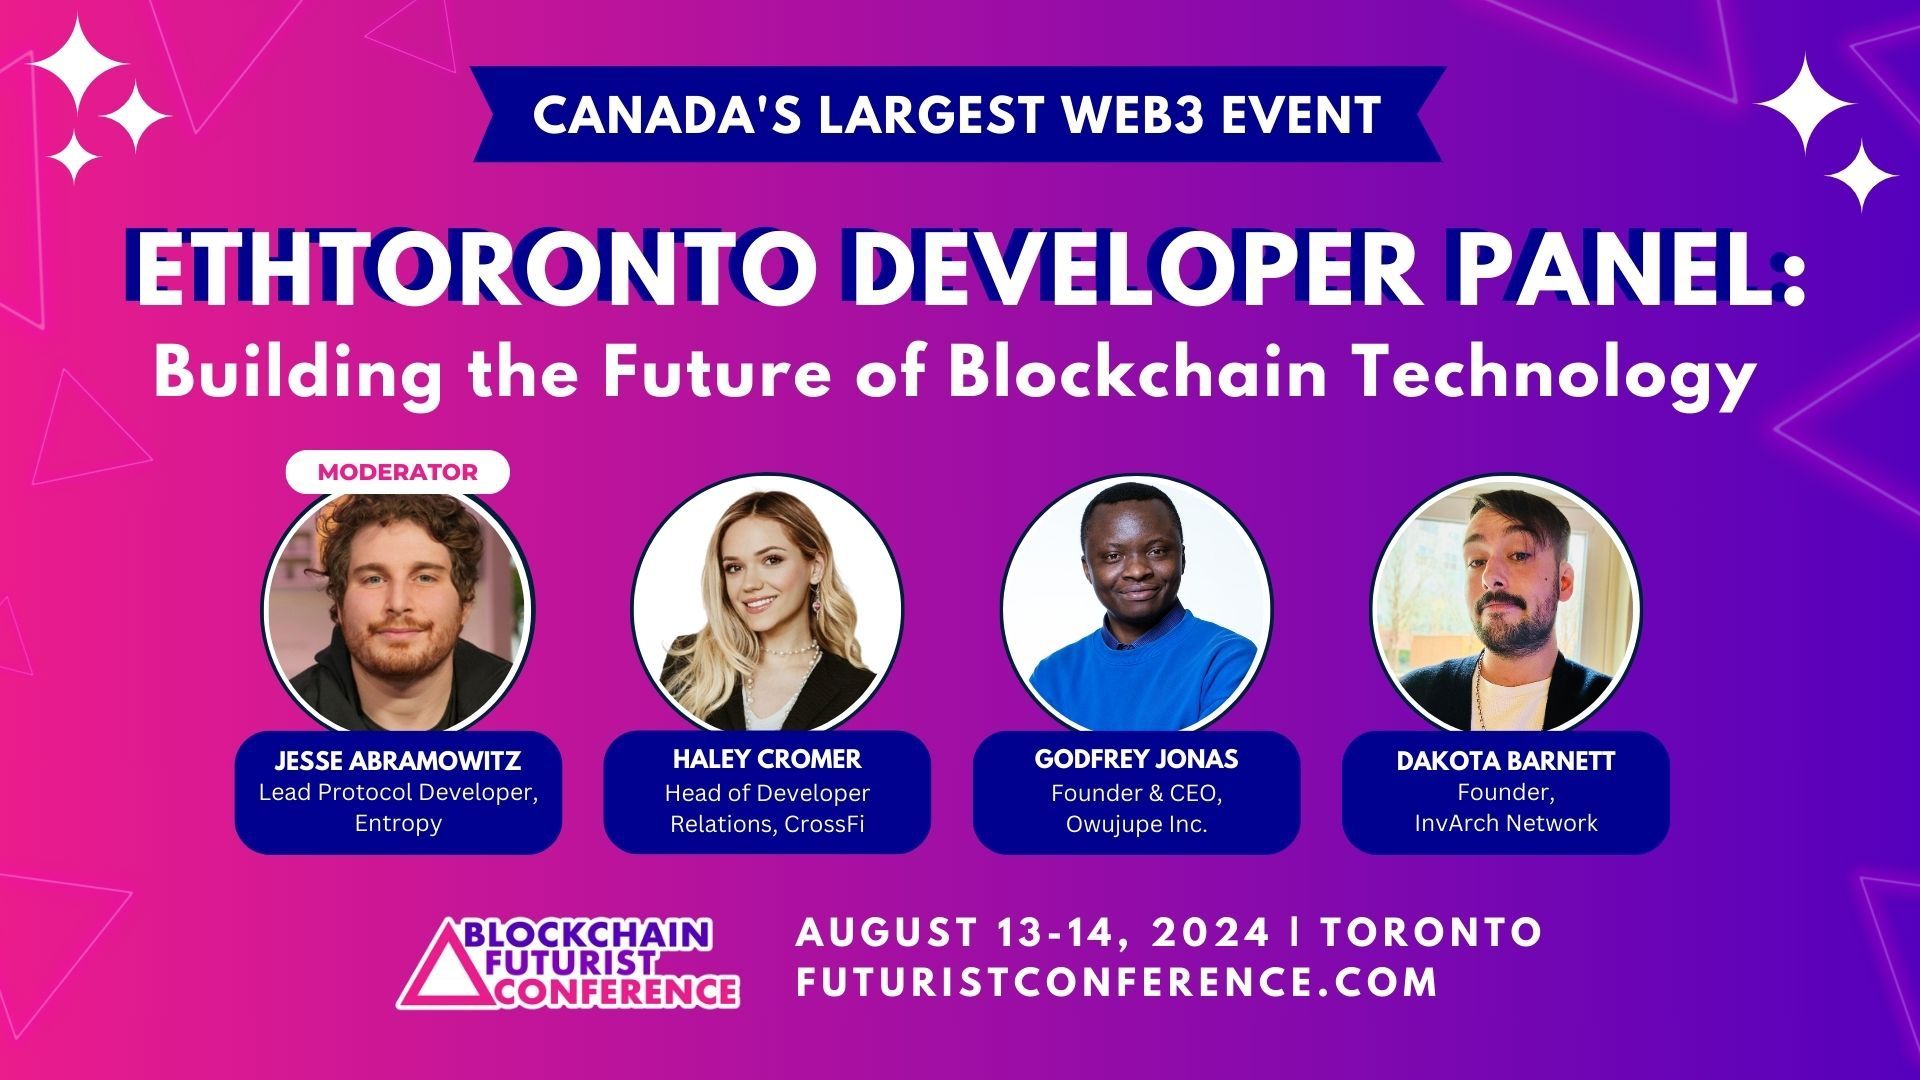 CANADA'S LARGEST WEB3 EVENT
ETHTORONTO DEVELOPER PANEL:
Building the Future of Blockchain Technology
MODERATOR
JESSE ABRAMOWITZ
Lead Protocol Developer,
Entropy
HALEY CROMER
Head of Developer
Relations, CrossFi
GODFREY JONAS
Founder & CEO,
Owujupe Inc.
DAKOTA BARNETT
Founder,
InvArch Network
BLOCKCHAIN
FUTURIST
CONFERENCE
AUGUST 13-14, 2024 | TORONTO
FUTURISTCONFERENCE.COM